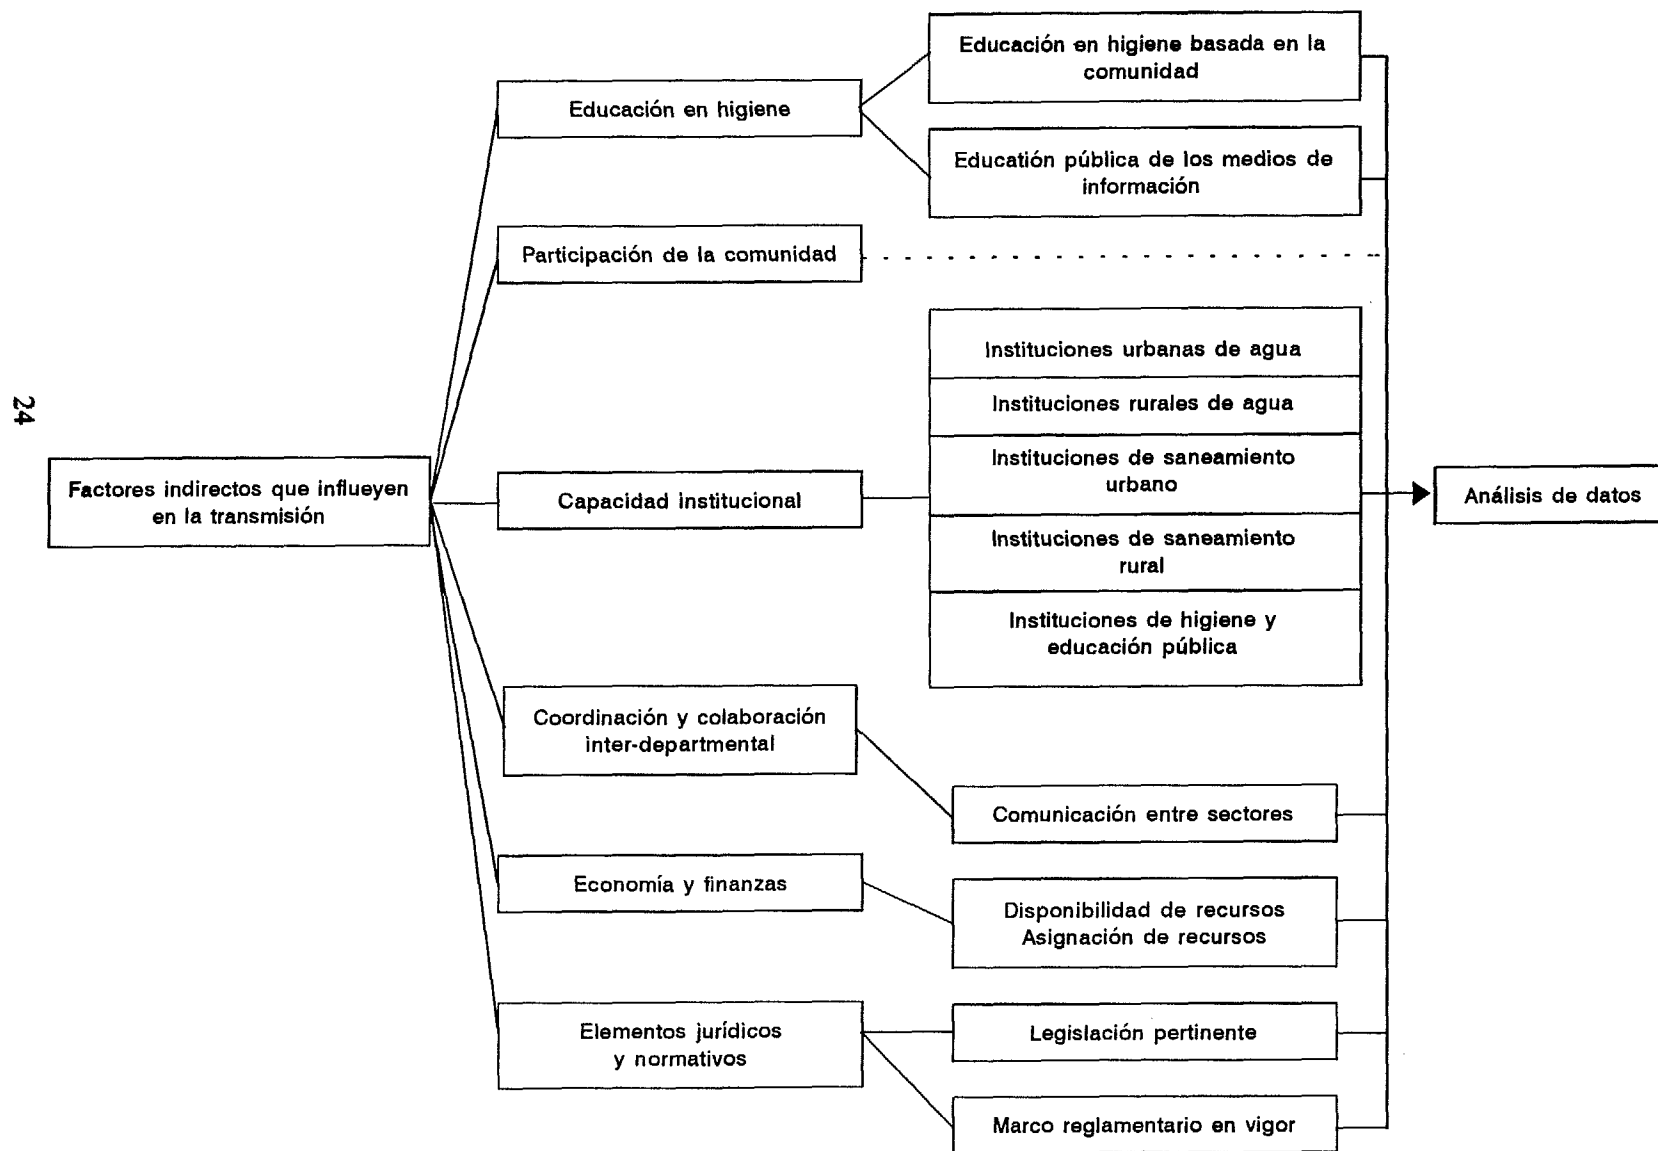 Educación en higiene basada en la
comunidad
Educación en higiene
Educatión pública de los medios de
información
Participación de la comunidad
Instituciones urbanas de agua
Instituciones rurales de agua
24
Factores indirectos que influeyen
en la transmisión
Capacidad institucional
Instituciones de saneamiento
urbano
Análisis de datos
Instituciones de saneamiento
rural
Instituciones de higiene y
educación pública
Coordinación y colaboración
inter-departmental
Comunicación entre sectores
Economía y finanzas
Disponibilidad de recursos
Asignación de recursos
Elementos jurídicos
y normativos
Legislación pertinente
Marco reglamentario en vigor